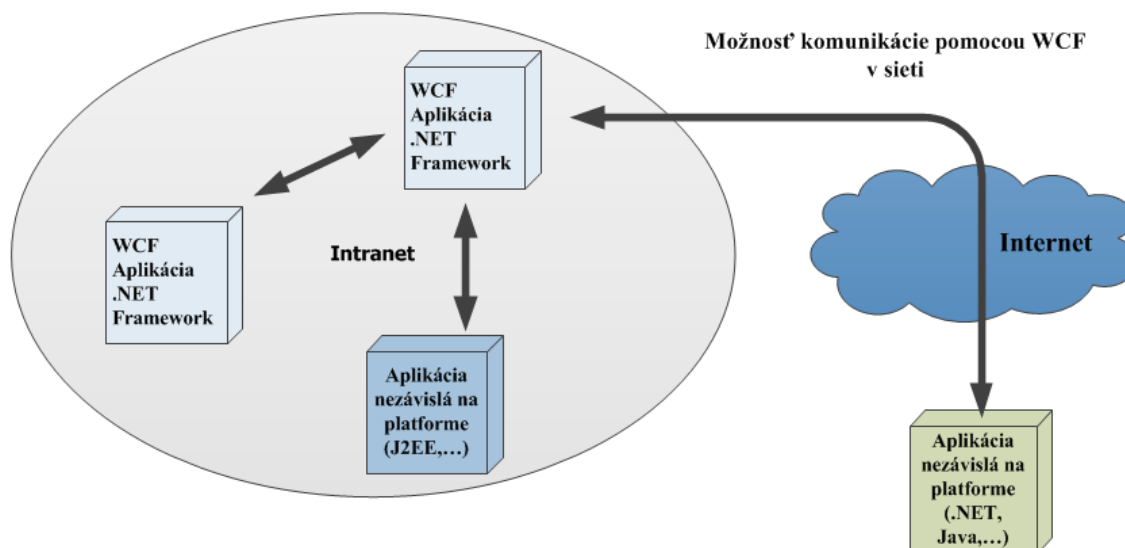 Možnosť komunikácie pomocou WCF
v sieti
WCF
Aplikácia
.NET
Framework
WCF
Aplikácia
.NET
Framework
Intranet
Internet
Aplikácia
nezávislá na
platforme
(J2EE,…)
Aplikácia
nezávislá na
platforme
(.NET,
Java,…)